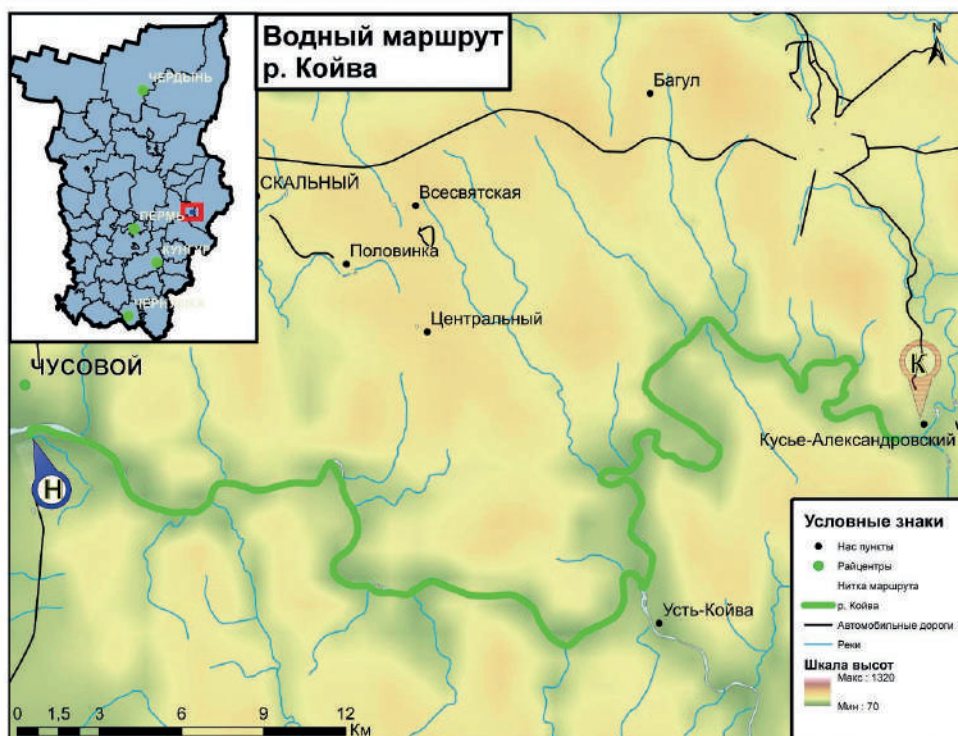 Водный маршрут
р. Койва
N
ЧЕРДЫНЬ
ПЕРМЬ
КУНГУР
ЧЕРНУШКА
Багул
СКАЛЬНЫЙ
Всесвятская
Половинка
Центральный
ЧУСОВОЙ
К
Кусье-Александровский
Н
Усть-Койва
Условные знаки
Нас пункты
Райцентры
Нитка маршрута
р. Койва
Автомобильные дороги
Реки
Шкала высот
Макс : 1320
Мин : 70
0 1,5 3 6 9 12
Км